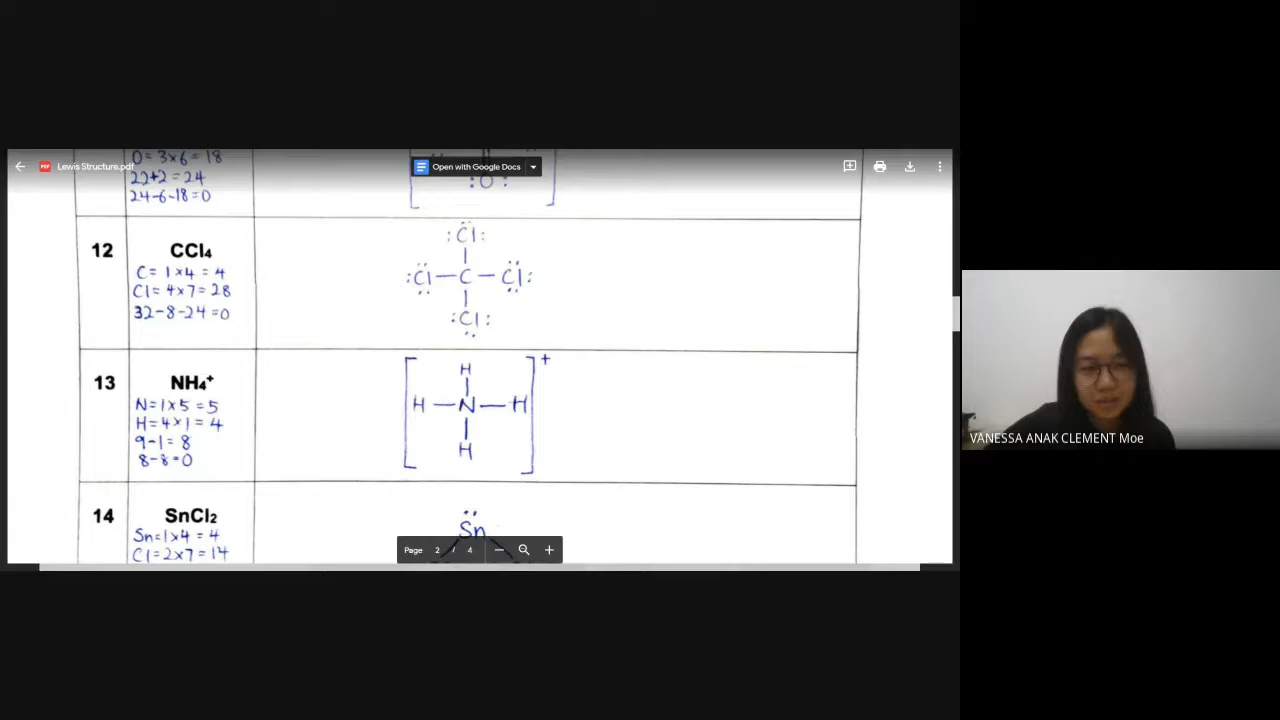 O = 3 × 6 = 18
Lewis Structure.pdf
Open with Google Docs
22+2 = 24
24-6-18=0
:O:
12
CCl₄
C = 1 × 4 = 4
Cl = 4 × 7 = 28
32-8-24 = 0
:Cl:
:Cl — C — Cl:
:Cl:
13
NH₄⁺
N = 1 × 5 = 5
H = 4 × 1 = 4
9-1 = 8
8-8 = 0
+
H
H — N — H
H
VANESSA ANAK CLEMENT Moe
14
SnCl₂
Sn = 1 × 4 = 4
Cl = 2 × 7 = 14
Sn
Page 2 / 4